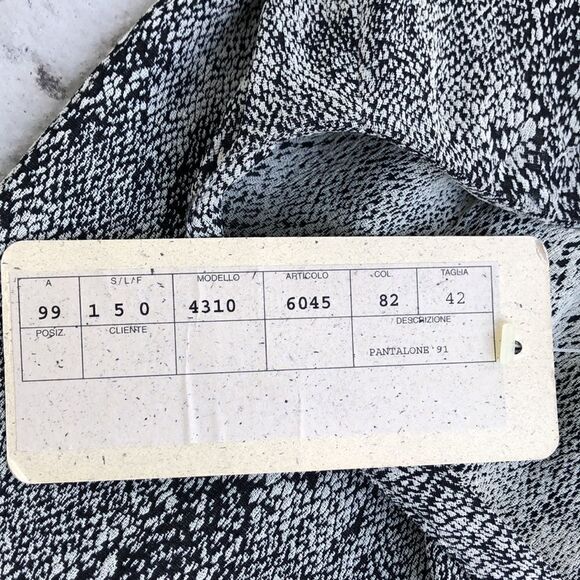 A S/L/F MODELLO ARTICOLO COL. TAGLIA
99 1 5 0 4310 6045 82 42
POSIZ. CLIENTE DESCRIZIONE
PANTALONE'91